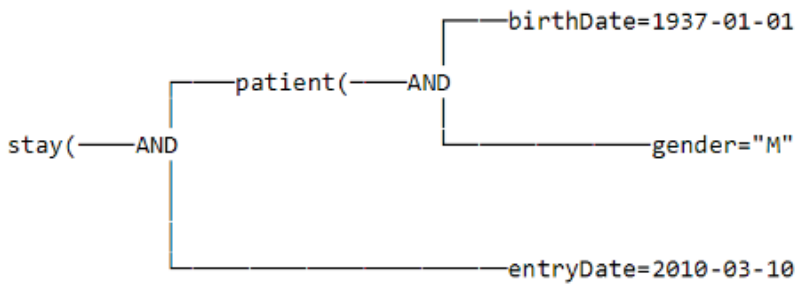 birthDate=1937-01-01
patient( AND
gender="M"
stay( AND
entryDate=2010-03-10